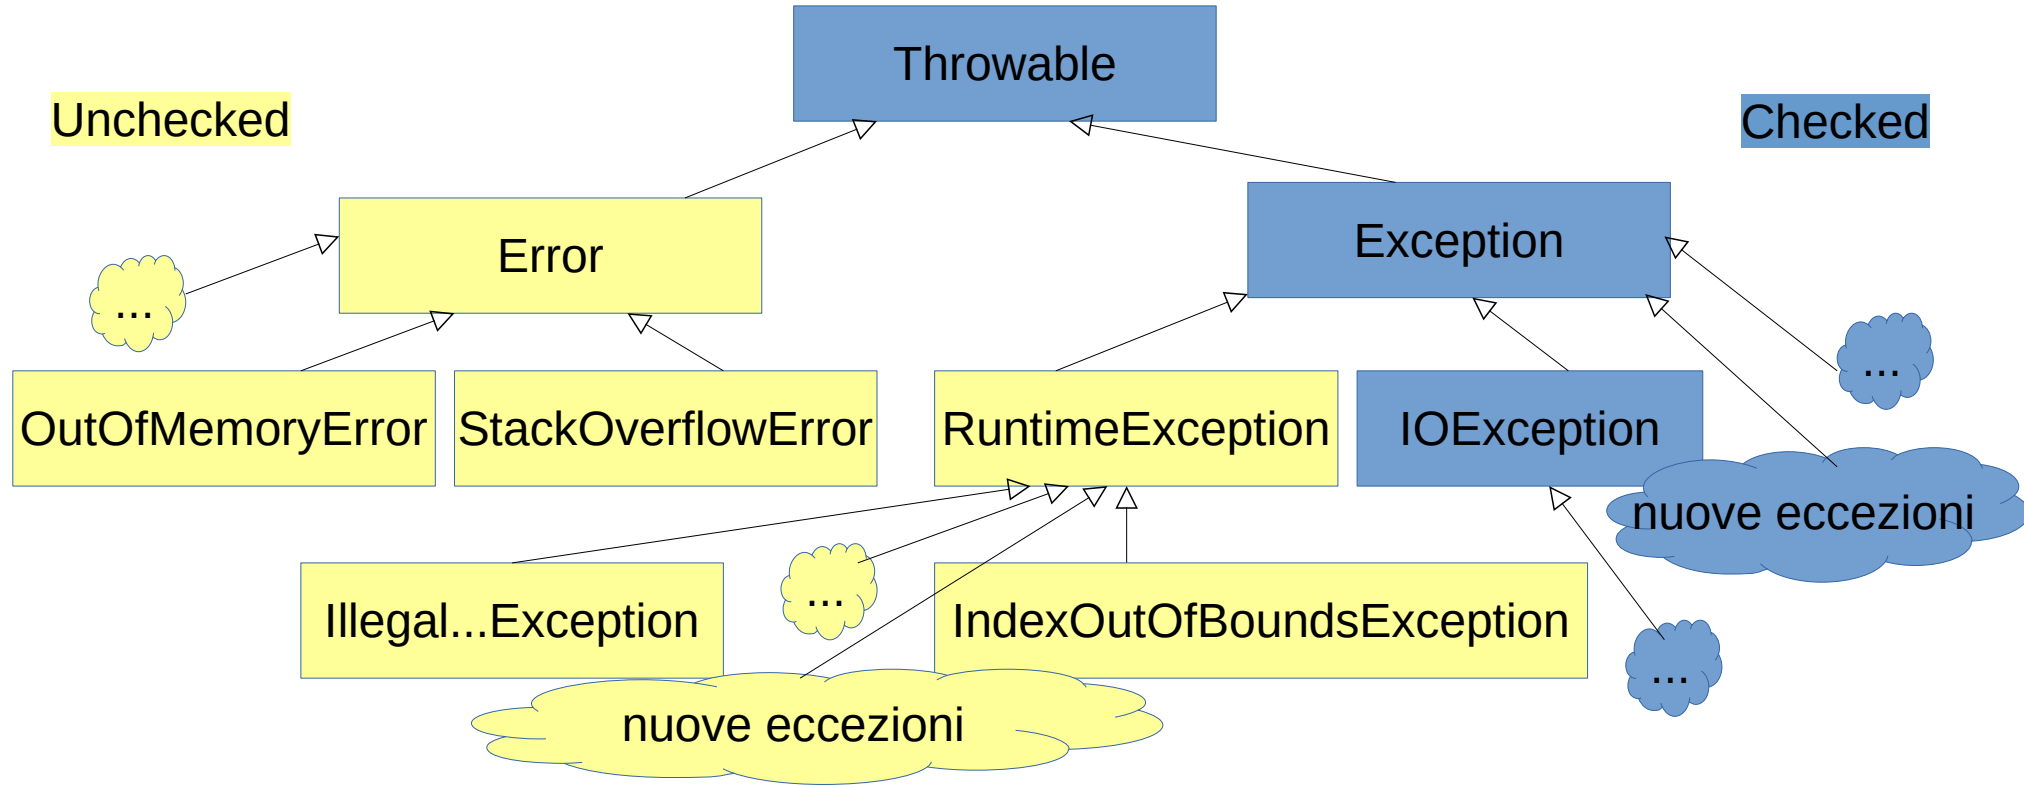 Throwable
Unchecked
Checked
Error
Exception
...
...
OutOfMemoryError
StackOverflowError
RuntimeException
IOException
nuove eccezioni
Illegal...Exception
...
IndexOutOfBoundsException
...
nuove eccezioni